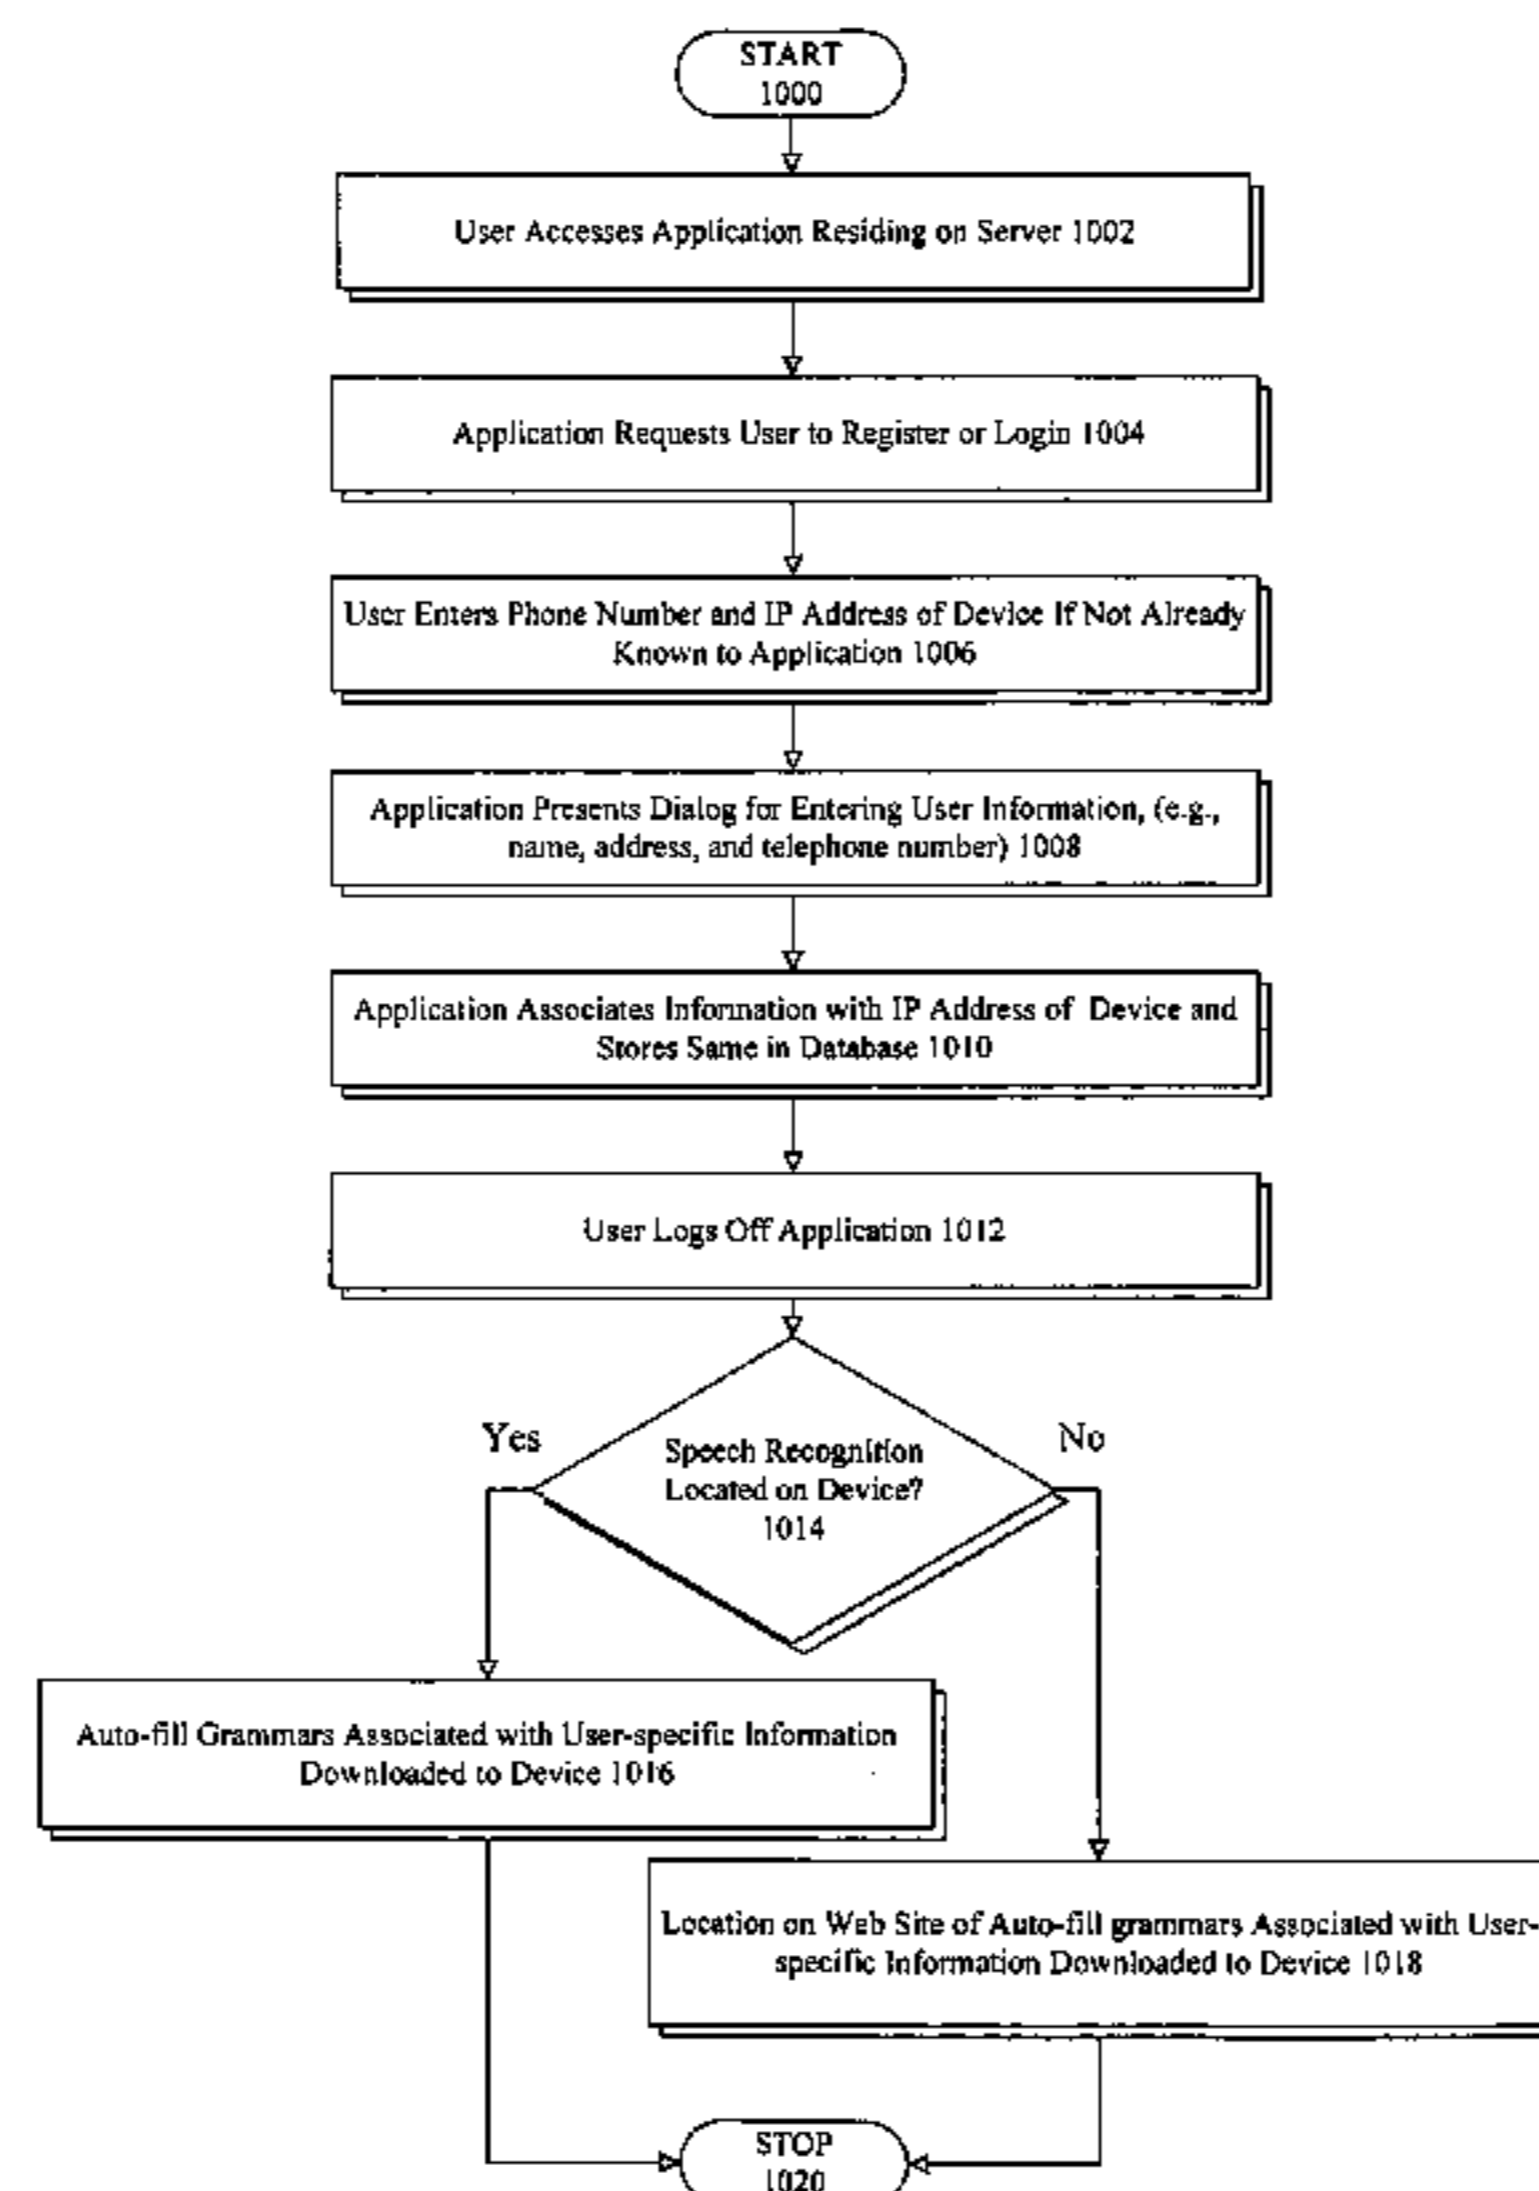 START
1000
User Accesses Application Residing on Server 1002
Application Requests User to Register or Login 1004
User Enters Phone Number and IP Address of Device If Not Already
Known to Application 1006
Application Presents Dialog for Entering User Information, (e.g.,
name, address, and telephone number) 1008
Application Associates Information with IP Address of Device and
Stores Same in Database 1010
User Logs Off Application 1012
Yes
No
Speech Recognition
Located on Device?
1014
Auto-fill Grammars Associated with User-specific Information
Downloaded to Device 1016
Location on Web Site of Auto-fill grammars Associated with User-
specific Information Downloaded to Device 1018
STOP
1020